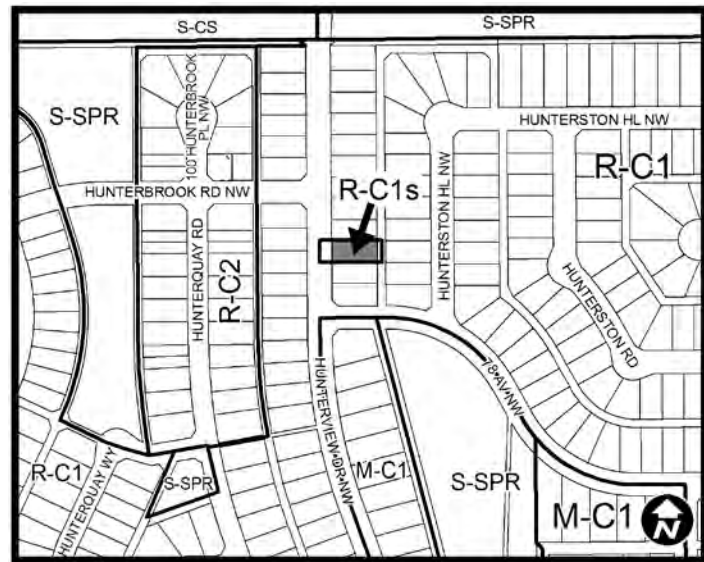 S-CS
S-SPR
S-SPR
100 HUNTERBROOK
PL NW
HUNTERSTON HL NW
R-C1
HUNTERBROOK RD NW
R-C1s
HUNTERQUAY RD
R-C2
HUNTERSTON HL NW
HUNTERSTON RD
78 AV NW
HUNTERVIEW DR NW
M-C1
R-C1
S-SPR
S-SPR
HUNTERQUAY WY
M-C1
N